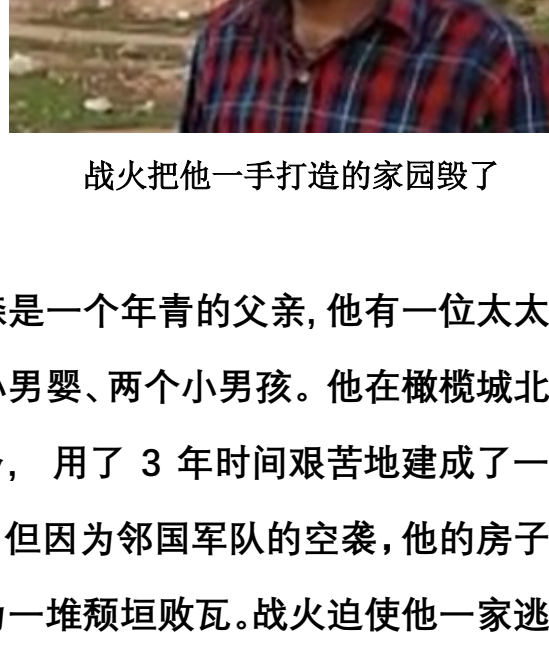 战火把他一手打造的家园毁了
是一个年青的父亲,他有一位太太
男婴、两个小男孩。他在橄榄城北
, 用了 3 年时间艰苦地建成了一
但因为邻国军队的空袭,他的房子
一堆颓垣败瓦。战火迫使他一家逃